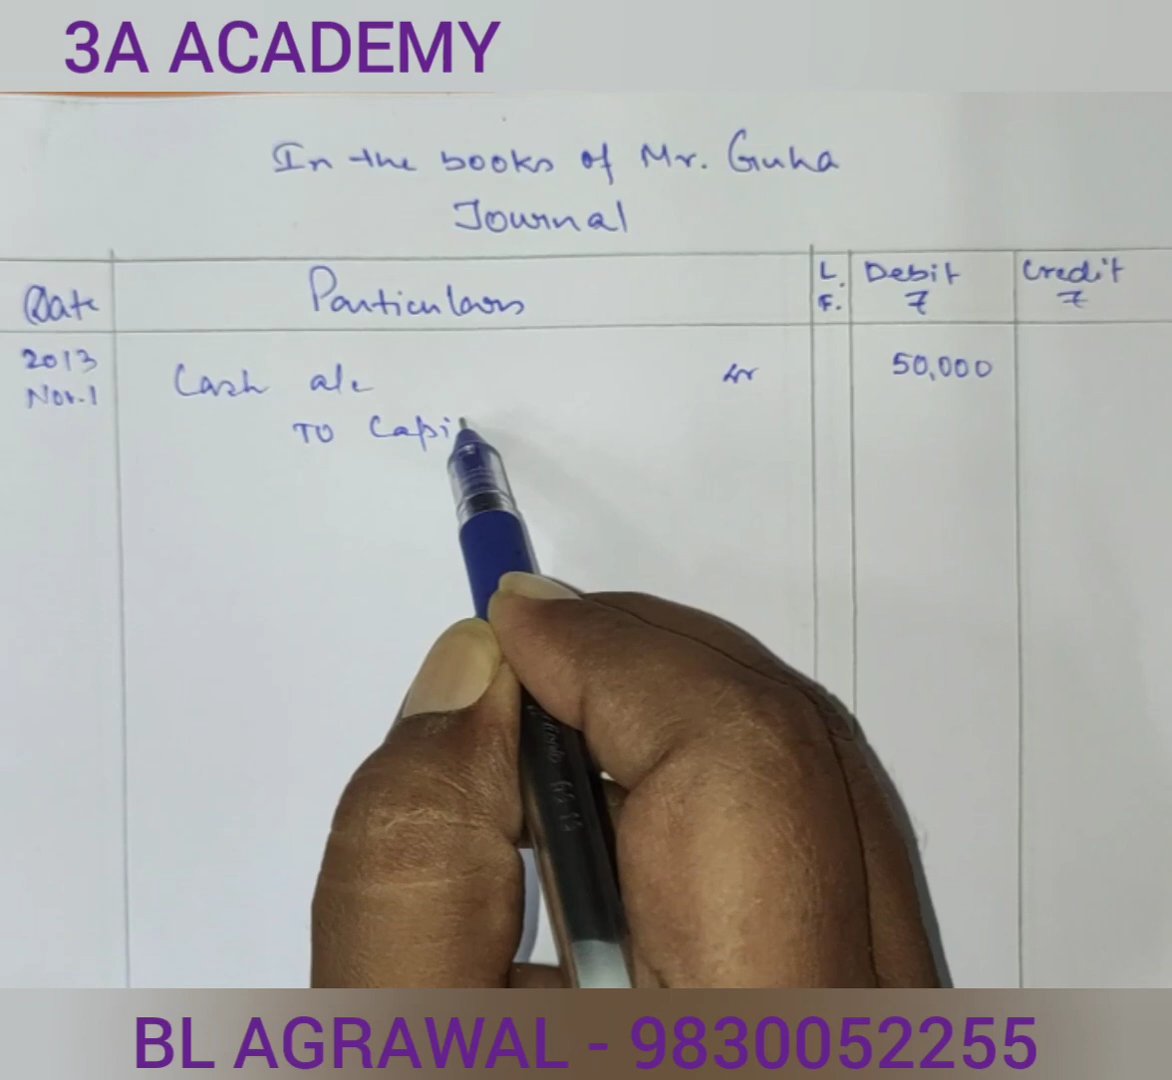 3A ACADEMY
In the books of Mr. Guha
Journal
Date Particulars L. F. Debit ₹ Credit ₹
2013
Nov. 1 Cash a/c Dr 50,000
TO Capi
BL AGRAWAL - 9830052255